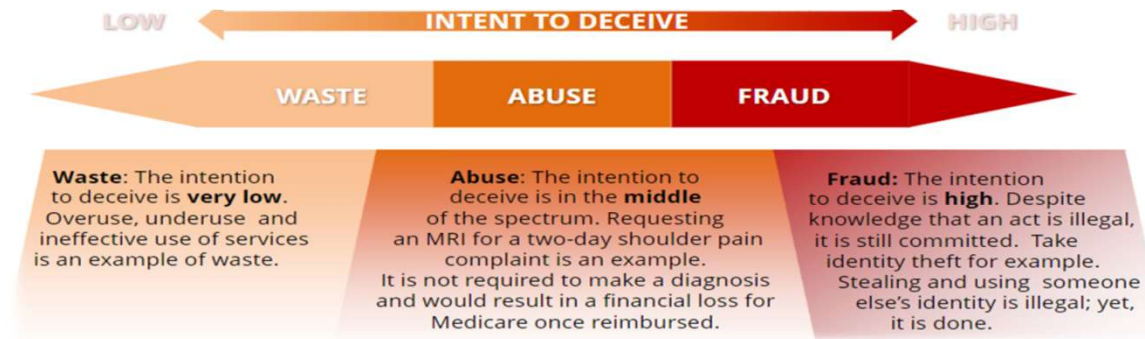 LOW INTENT TO DECEIVE HIGH
WASTE ABUSE FRAUD
Waste: The intention
to deceive is very low.
Overuse, underuse and
ineffective use of services
is an example of waste.
Abuse: The intention to
deceive is in the middle
of the spectrum. Requesting
an MRI for a two-day shoulder pain
complaint is an example.
It is not required to make a diagnosis
and would result in a financial loss for
Medicare once reimbursed.
Fraud: The intention
to deceive is high. Despite
knowledge that an act is illegal,
it is still committed. Take
identity theft for example.
Stealing and using someone
else's identity is illegal; yet,
it is done.